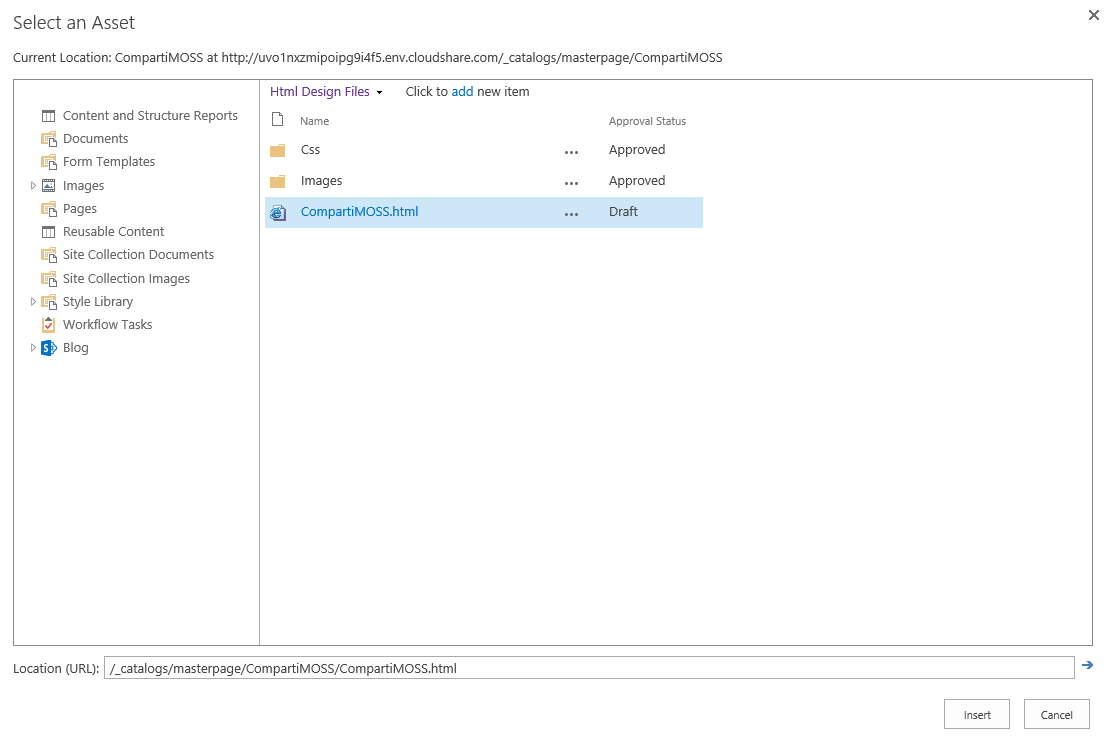 Select an Asset
Current Location: CompartiMOSS at http://uvo1nxzmipoipg9i4f5.env.cloudshare.com/_catalogs/masterpage/CompartiMOSS
Content and Structure Reports
Documents
Form Templates
Images
Pages
Reusable Content
Site Collection Documents
Site Collection Images
Style Library
Workflow Tasks
Blog
Html Design Files Click to add new item
Name Approval Status
Css ... Approved
Images ... Approved
CompartiMOSS.html ... Draft
Location (URL): /_catalogs/masterpage/CompartiMOSS/CompartiMOSS.html
Insert Cancel